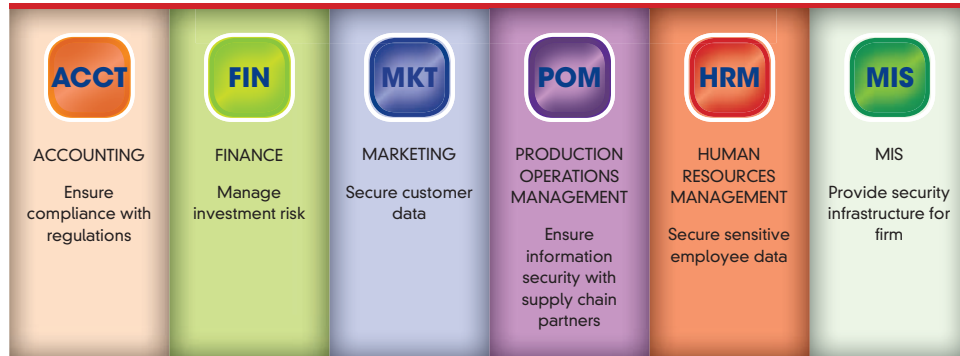 ACCT
ACCOUNTING
Ensure
compliance with
regulations
FIN
FINANCE
Manage
investment risk
MKT
MARKETING
Secure customer
data
POM
PRODUCTION
OPERATIONS
MANAGEMENT
Ensure
information
security with
supply chain
partners
HRM
HUMAN
RESOURCES
MANAGEMENT
Secure sensitive
employee data
MIS
MIS
Provide security
infrastructure for
firm